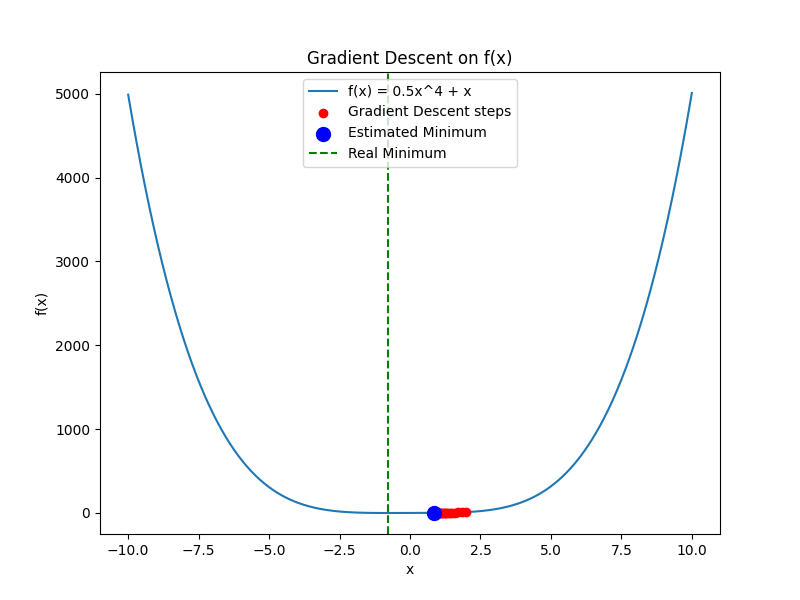 Gradient Descent on f(x)
f(x) = 0.5x^4 + x
Gradient Descent steps
Estimated Minimum
Real Minimum
5000
4000
3000
2000
1000
0
f(x)
−10.0 −7.5 −5.0 −2.5 0.0 2.5 5.0 7.5 10.0
x